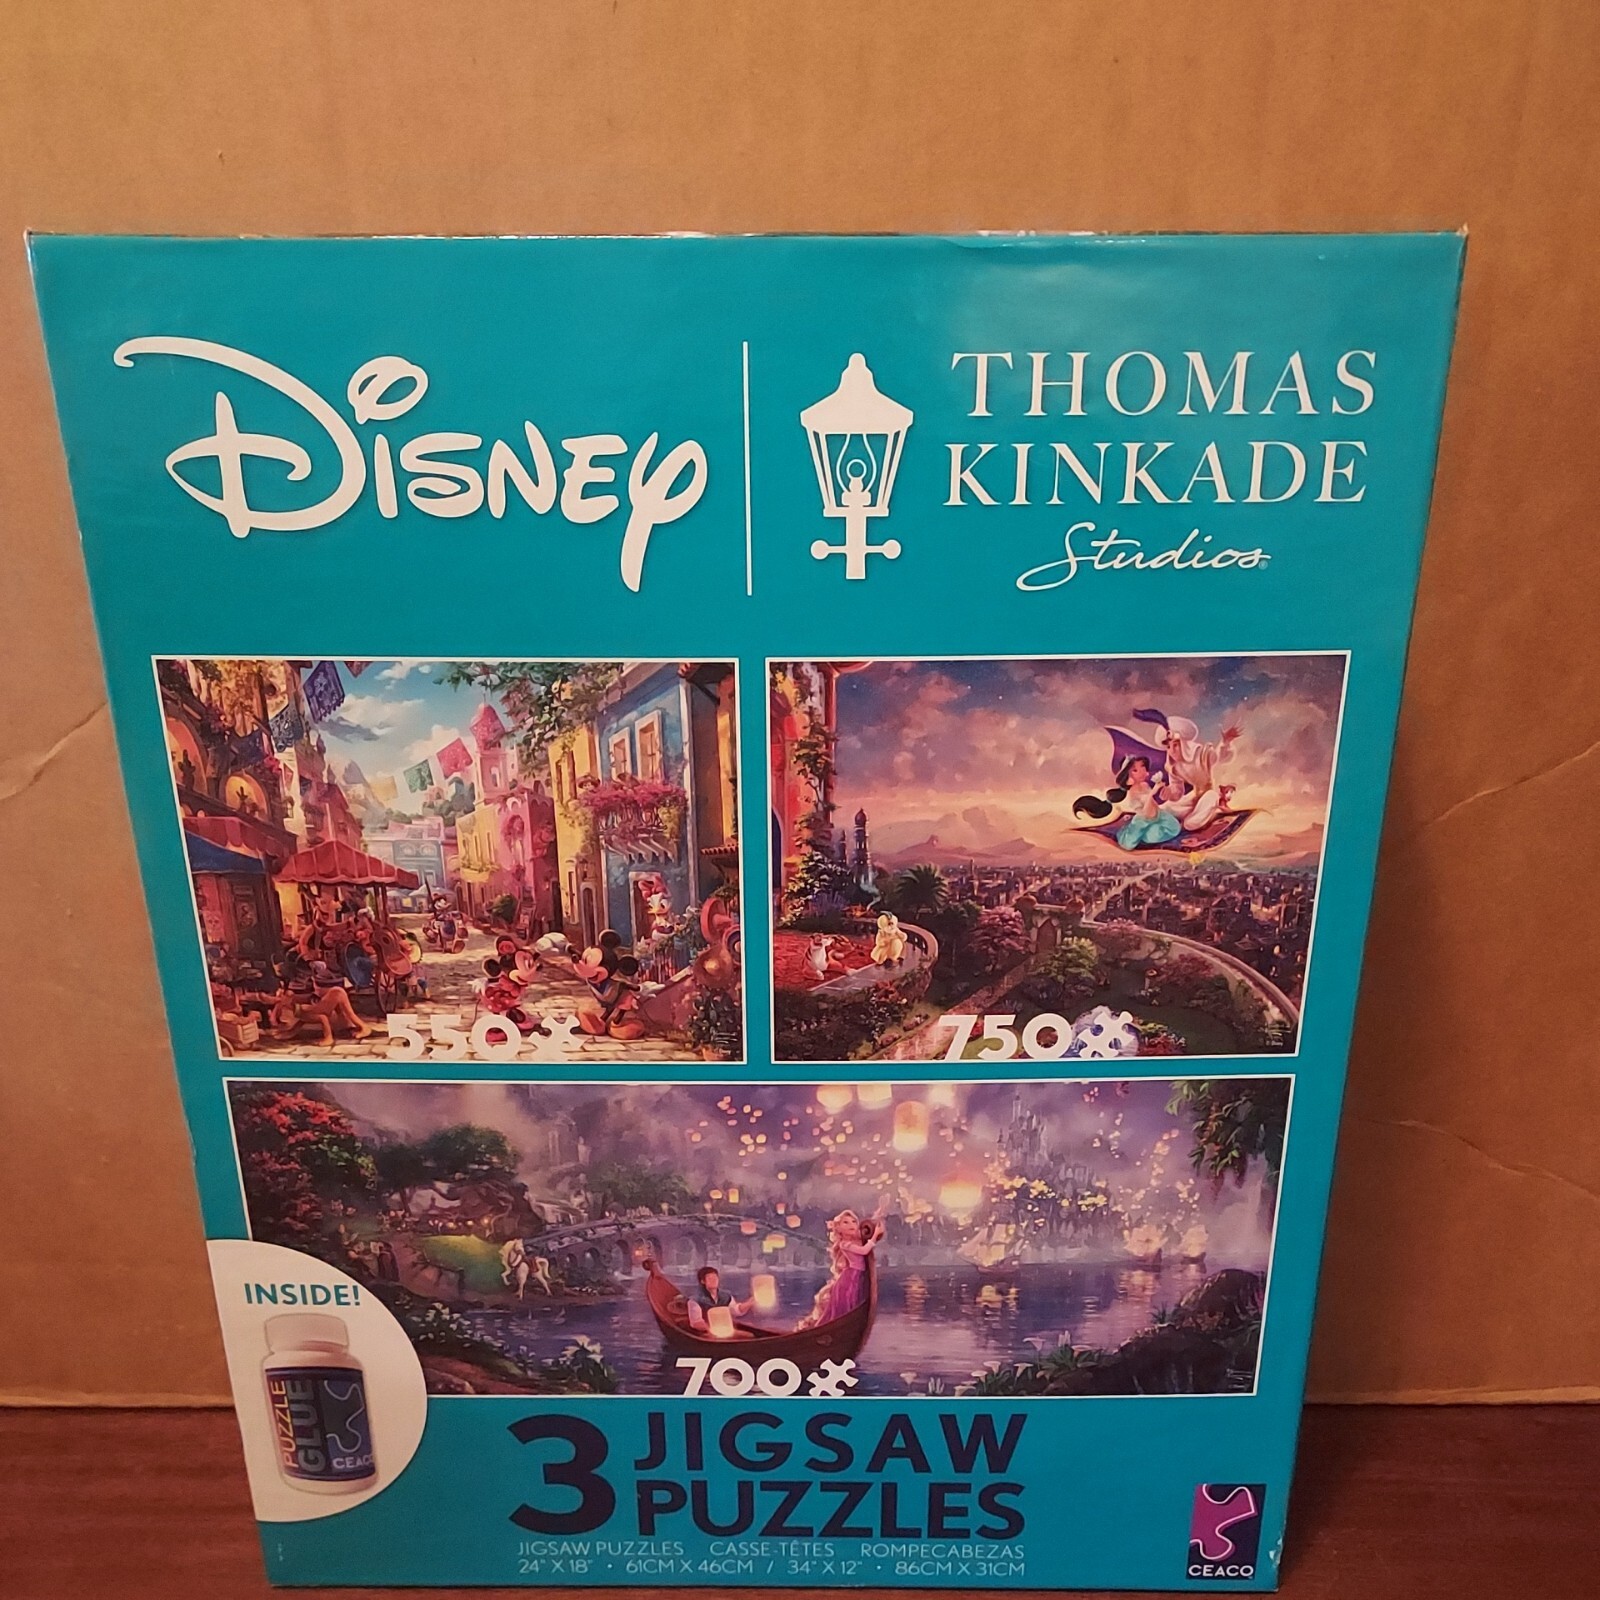 DISNEY
THOMAS
KINKADE
Studios
550
750
700
INSIDE!
PUZZLE
GLUE
CEACO
3 JIGSAW
PUZZLES
JIGSAW PUZZLES CASSE-TÊTES ROMPECABEZAS
24" X 18" • 61CM X 46CM / 34" X 12" • 86CM X 31CM
CEACO